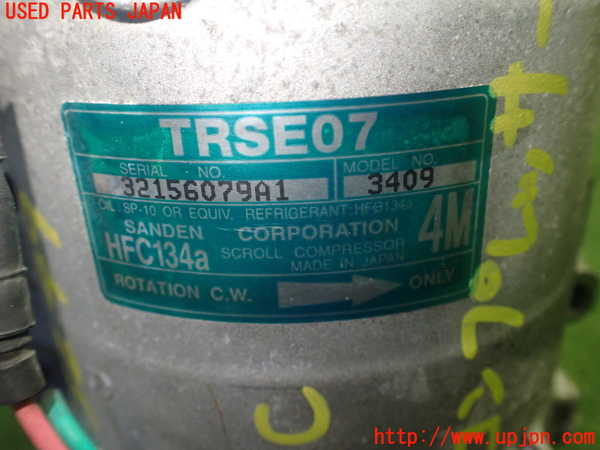 USED PARTS JAPAN
TRSE07
SERIAL NO. MODEL NO.
32156079A1 3409
OIL: SP-10 OR EQUIV. REFRIGERANT:HFC134a
SANDEN CORPORATION 4M
HFC134a SCROLL COMPRESSOR
MADE IN JAPAN
ROTATION C.W. ONLY
http://www.upjpn.com